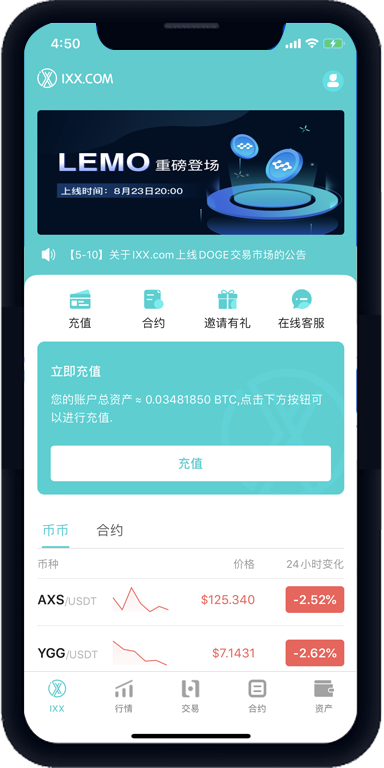 4:50
IXX.COM
LEMO 重磅登场
上线时间：8月23日20:00
【5-10】关于IXX.com上线DOGE交易市场的公告
充值 合约 邀请有礼 在线客服
立即充值
您的账户总资产 ≈ 0.03481850 BTC,点击下方按钮可
以进行充值.
充值
币币 合约
币种 价格 24小时变化
AXS/USDT $125.340 -2.52%
YGG/USDT $7.1431 -2.62%
IXX 行情 交易 合约 资产